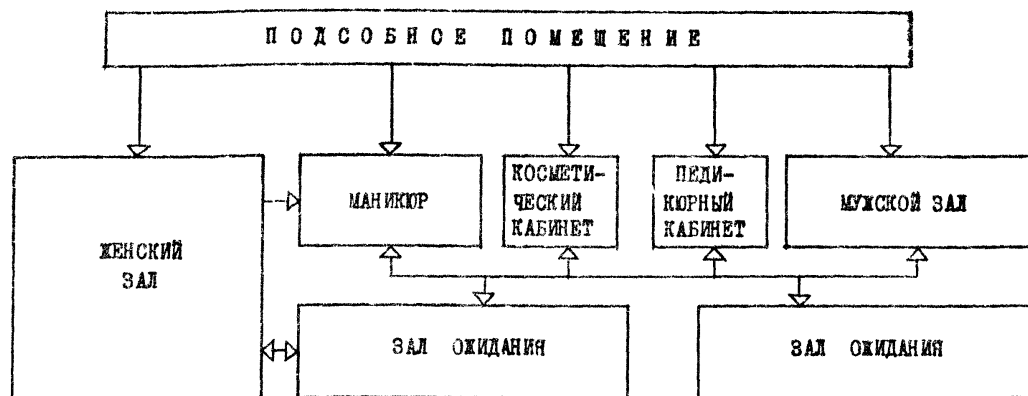 ПОДСОБНОЕ ПОМЕЩЕНИЕ
ЖЕНСКИЙ
ЗАЛ
МАНИКЮР
КОСМЕТИ-
ЧЕСКИЙ
КАБИНЕТ
ПЕДИ-
КЮРНЫЙ
КАБИНЕТ
МУЖСКОЙ ЗАЛ
ЗАЛ ОЖИДАНИЯ
ЗАЛ ОЖИДАНИЯ